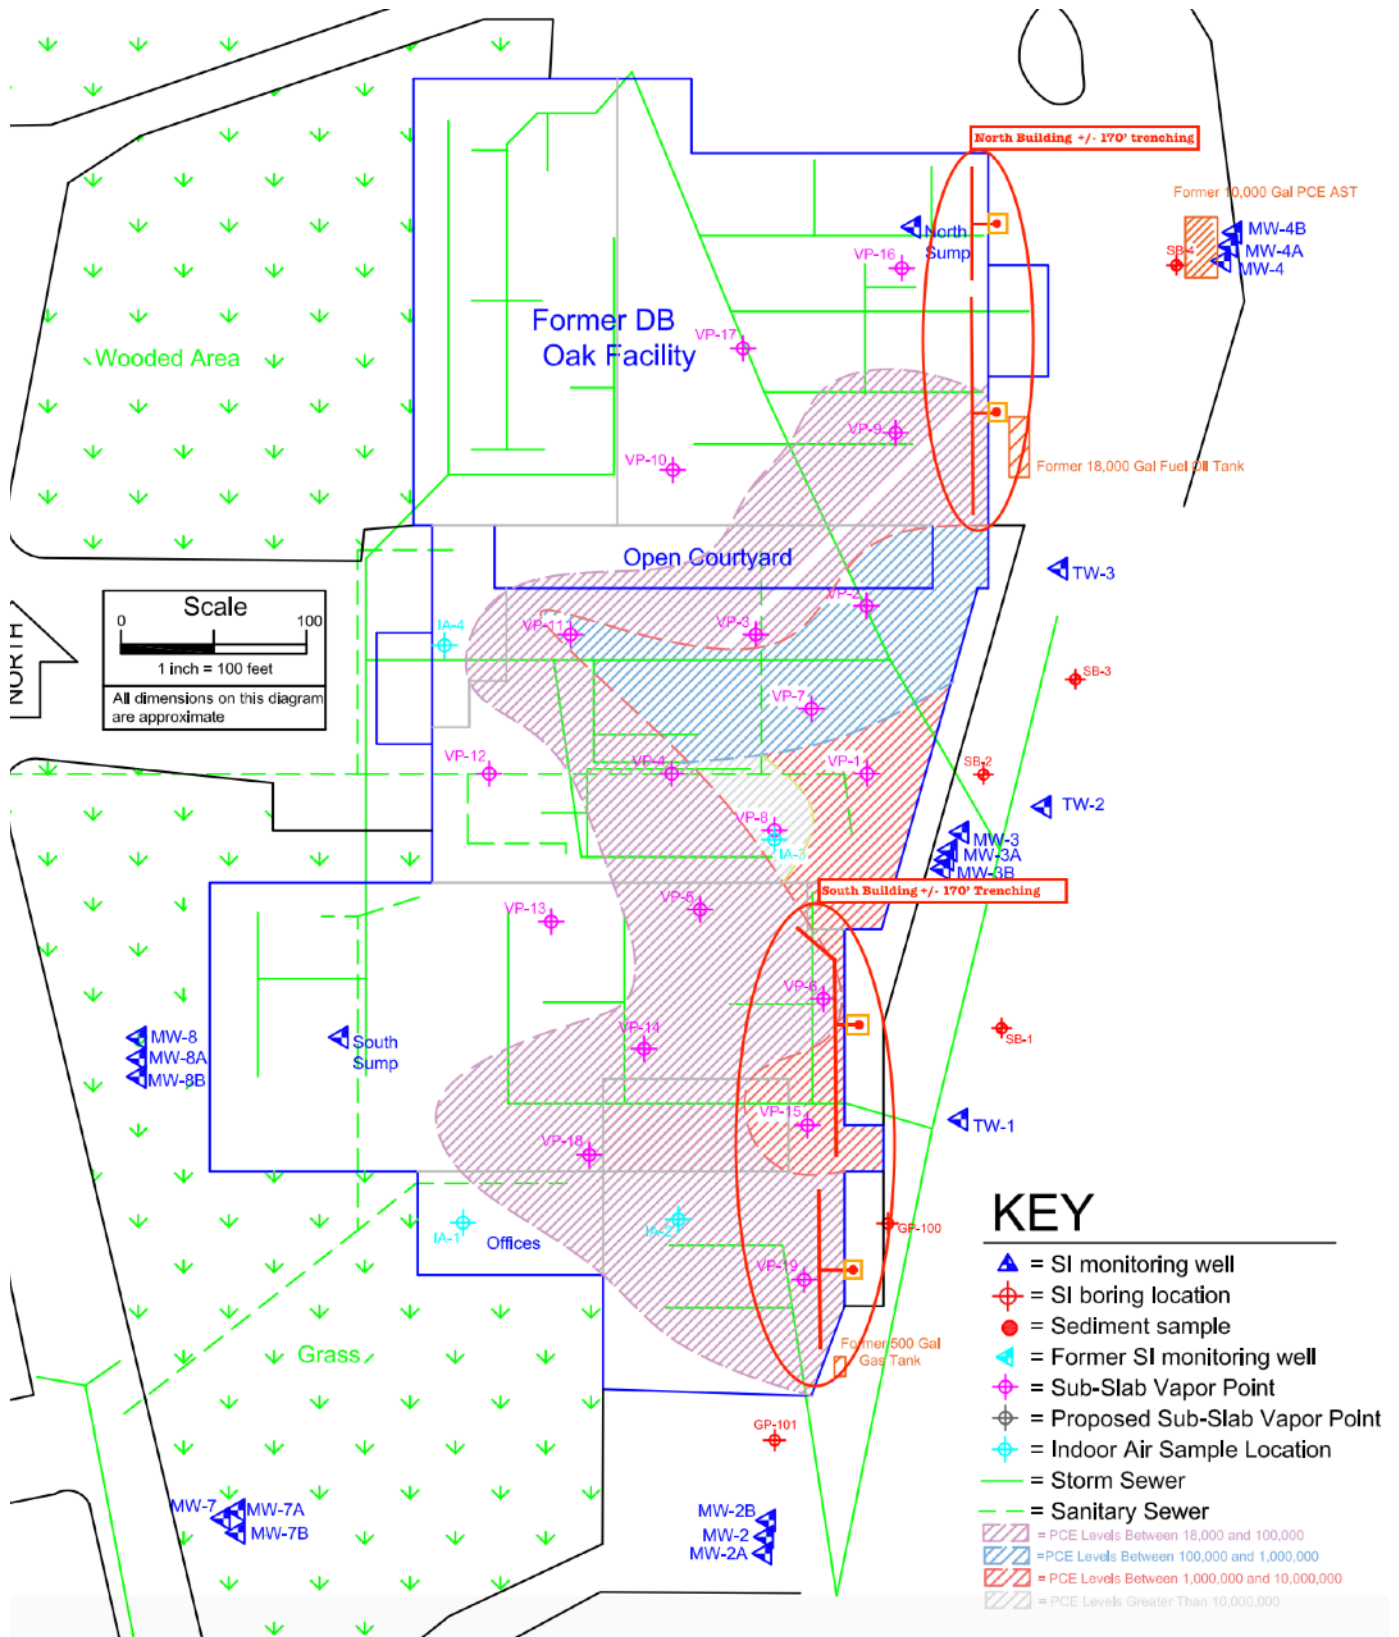 North Building +/- 170' trenching
Former 10,000 Gal PCE AST
MW-4B
SB-4
MW-4A
MW-4
North
Sump
VP-16
Former DB
Oak Facility
VP-17
Wooded Area
VP-9
VP-10
Former 18,000 Gal Fuel Oil Tank
Open Courtyard
TW-3
Scale
0
100
1 inch = 100 feet
All dimensions on this diagram
are approximate
NORTH
IA-4
VP-11
VP-3
VP-2
SB-3
VP-7
VP-12
VP-4
VP-1
SB-2
TW-2
VP-8
IA-3
MW-3
MW-3A
MW-3B
South Building +/- 170' Trenching
VP-13
VP-5
VP-6
MW-8
MW-8A
MW-8B
South
Sump
VP-14
SB-1
VP-15
TW-1
VP-18
IA-1
Offices
IA-2
GP-100
VP-19
Former 500 Gal
Gas Tank
Grass
GP-101
MW-7
MW-7A
MW-7B
MW-2B
MW-2
MW-2A
KEY
= SI monitoring well
= SI boring location
= Sediment sample
= Former SI monitoring well
= Sub-Slab Vapor Point
= Proposed Sub-Slab Vapor Point
= Indoor Air Sample Location
= Storm Sewer
= Sanitary Sewer
= PCE Levels Between 18,000 and 100,000
=PCE Levels Between 100,000 and 1,000,000
= PCE Levels Between 1,000,000 and 10,000,000
= PCE Levels Greater Than 10,000,000